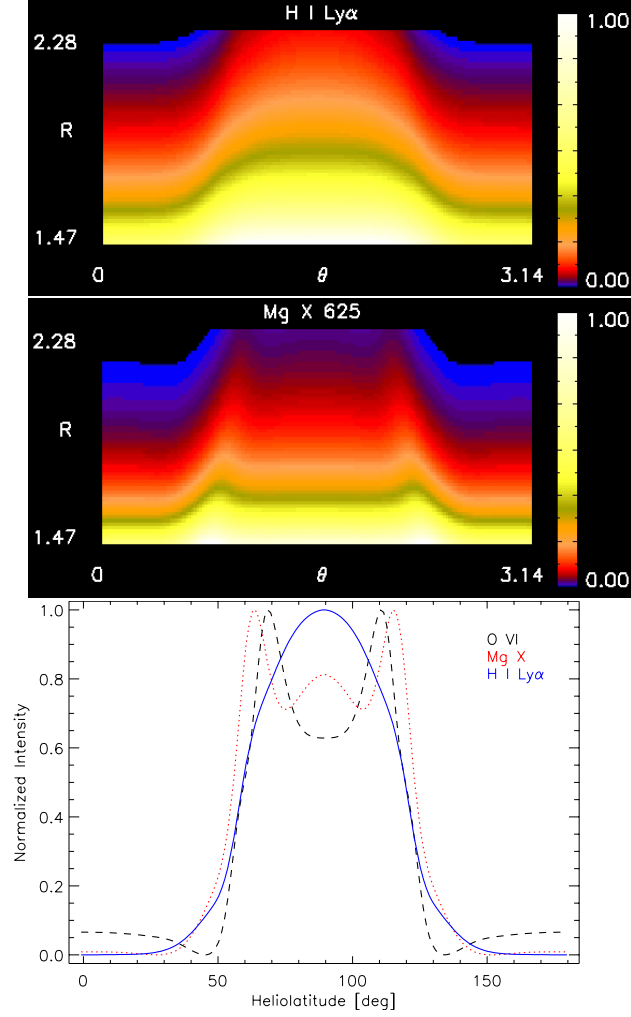 H I Lyα
2.28
R
1.47
0 θ 3.14
1.00
0.00
Mg X 625
2.28
R
1.47
0 θ 3.14
1.00
0.00
1.0
0.8
0.6
0.4
0.2
0.0
Normalized Intensity
O VI
Mg X
H I Lyα
0 50 100 150
Heliolatitude [deg]